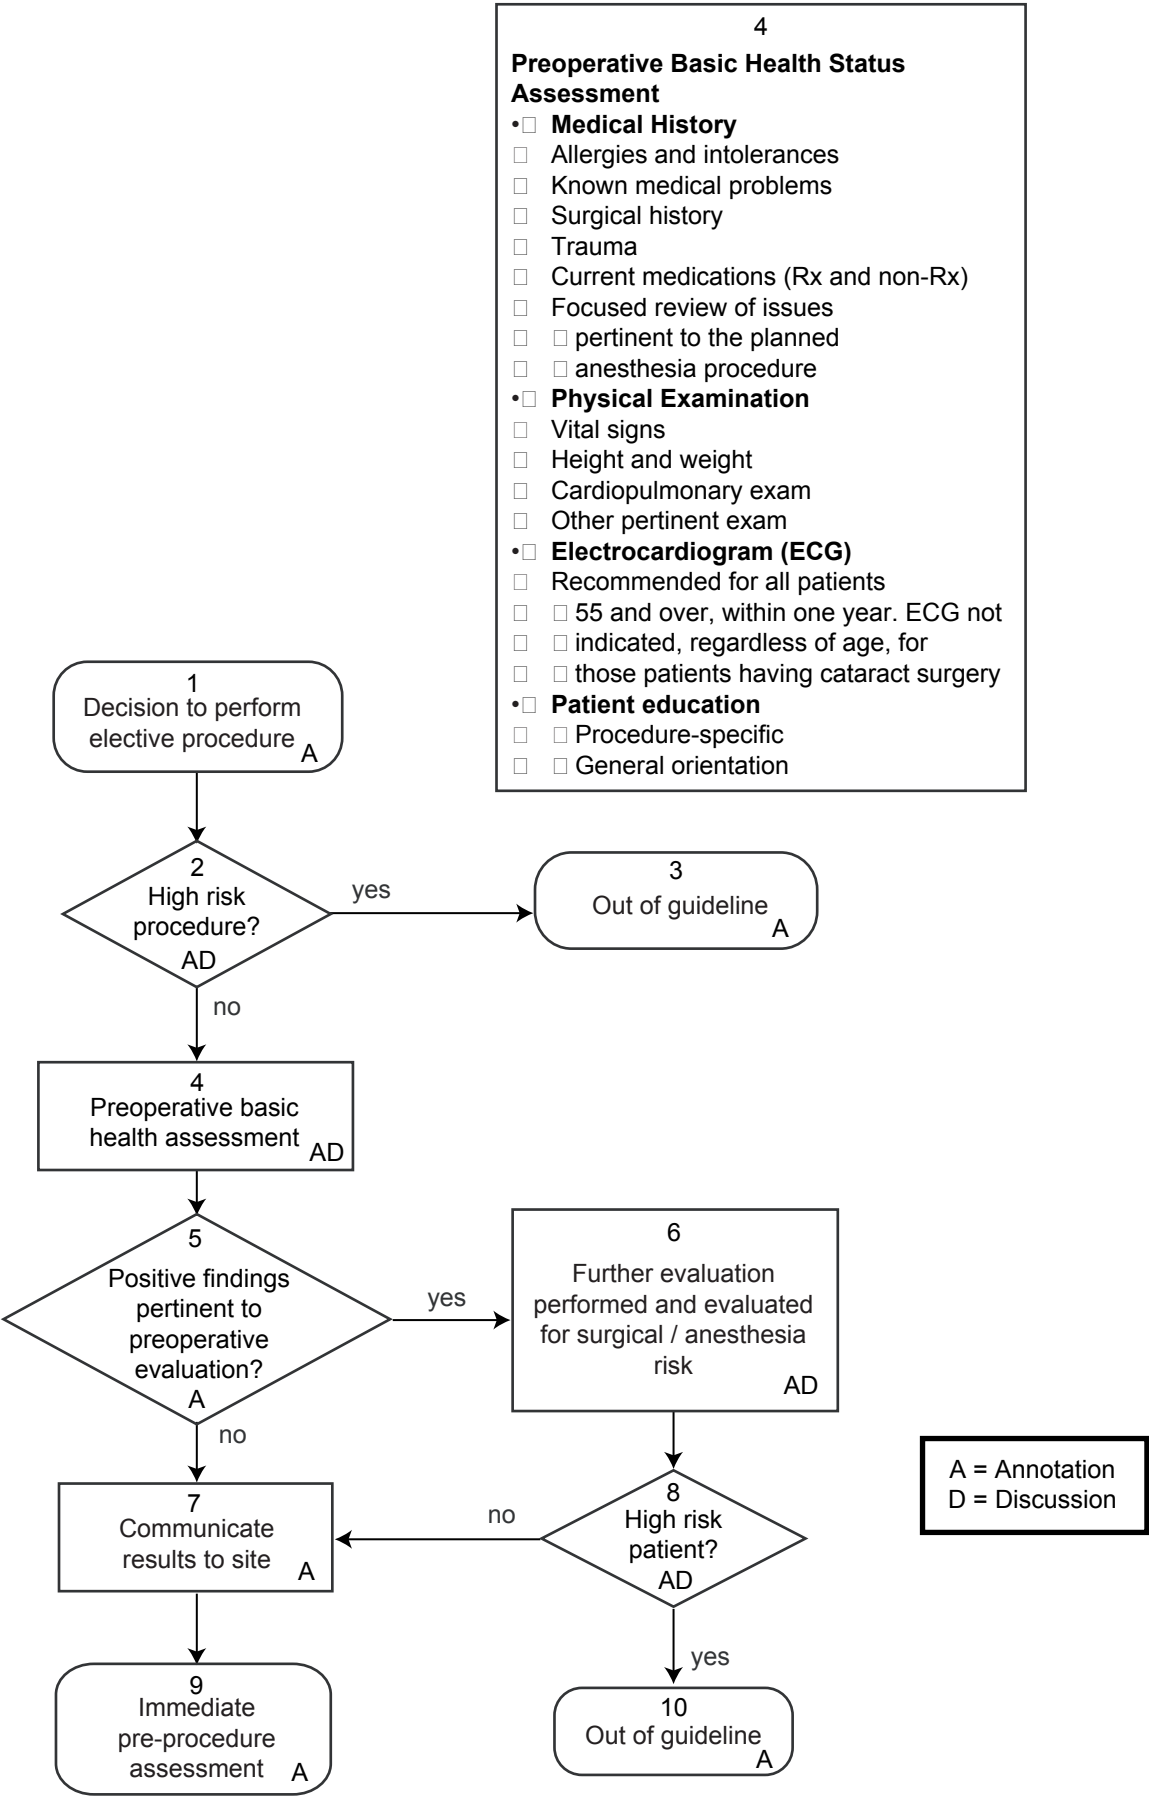 4
Preoperative Basic Health Status
Assessment
•□ Medical History
□ Allergies and intolerances
□ Known medical problems
□ Surgical history
□ Trauma
□ Current medications (Rx and non-Rx)
□ Focused review of issues
□ □ pertinent to the planned
□ □ anesthesia procedure
•□ Physical Examination
□ Vital signs
□ Height and weight
□ Cardiopulmonary exam
□ Other pertinent exam
•□ Electrocardiogram (ECG)
□ Recommended for all patients
□ □ 55 and over, within one year. ECG not
□ □ indicated, regardless of age, for
□ □ those patients having cataract surgery
•□ Patient education
□ □ Procedure-specific
□ □ General orientation
1
Decision to perform
elective procedure
A
2
High risk
procedure?
AD
yes
3
Out of guideline
A
no
4
Preoperative basic
health assessment
AD
5
Positive findings
pertinent to
preoperative
evaluation?
A
yes
6
Further evaluation
performed and evaluated
for surgical / anesthesia
risk
AD
no
7
Communicate
results to site
A
no
8
High risk
patient?
AD
A = Annotation
D = Discussion
yes
9
Immediate
pre-procedure
assessment
A
10
Out of guideline
A